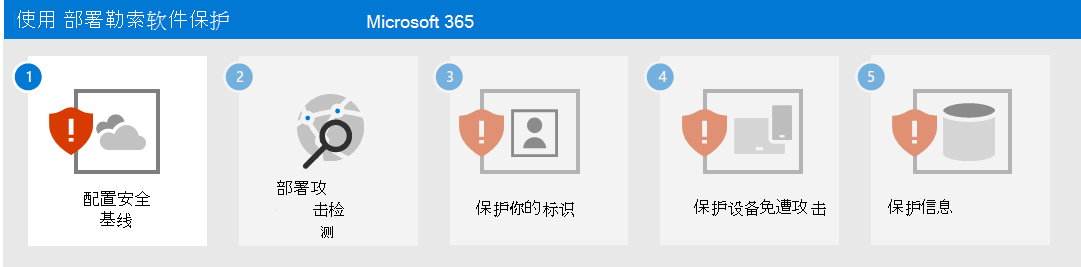 使用 部署勒索软件保护 Microsoft 365
1
2
3
4
5
配置安全
基线
部署攻
击检
测
保护你的标识
保护设备免遭攻击
保护信息